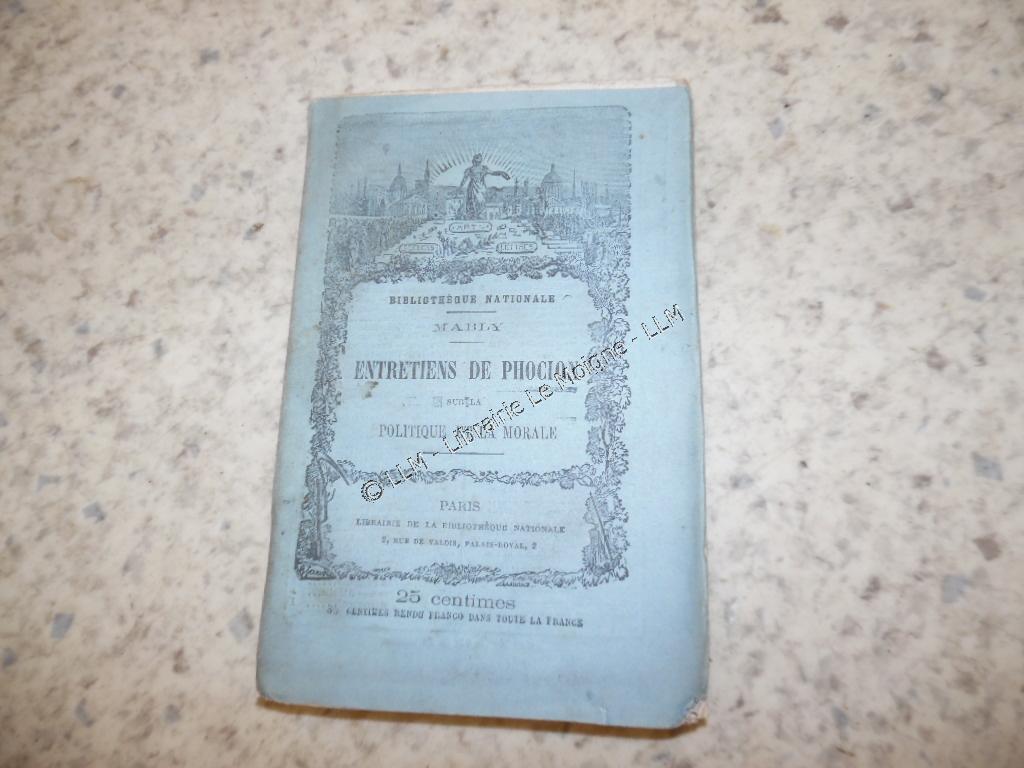 ARTS
LETTRES
BIBLIOTHÈQUE NATIONALE
MABLY
ENTRETIENS DE PHOCION
SUR LA
POLITIQUE LA MORALE
PARIS
LIBRAIRIE DE LA BIBLIOTHÈQUE NATIONALE
2, RUE DE VALOIS, PALAIS-ROYAL, 2
25 centimes
CENTIMES RENDU FRANCO DANS TOUTE LA FRANCE
© LLM - Librairie Le Moigne - LLM